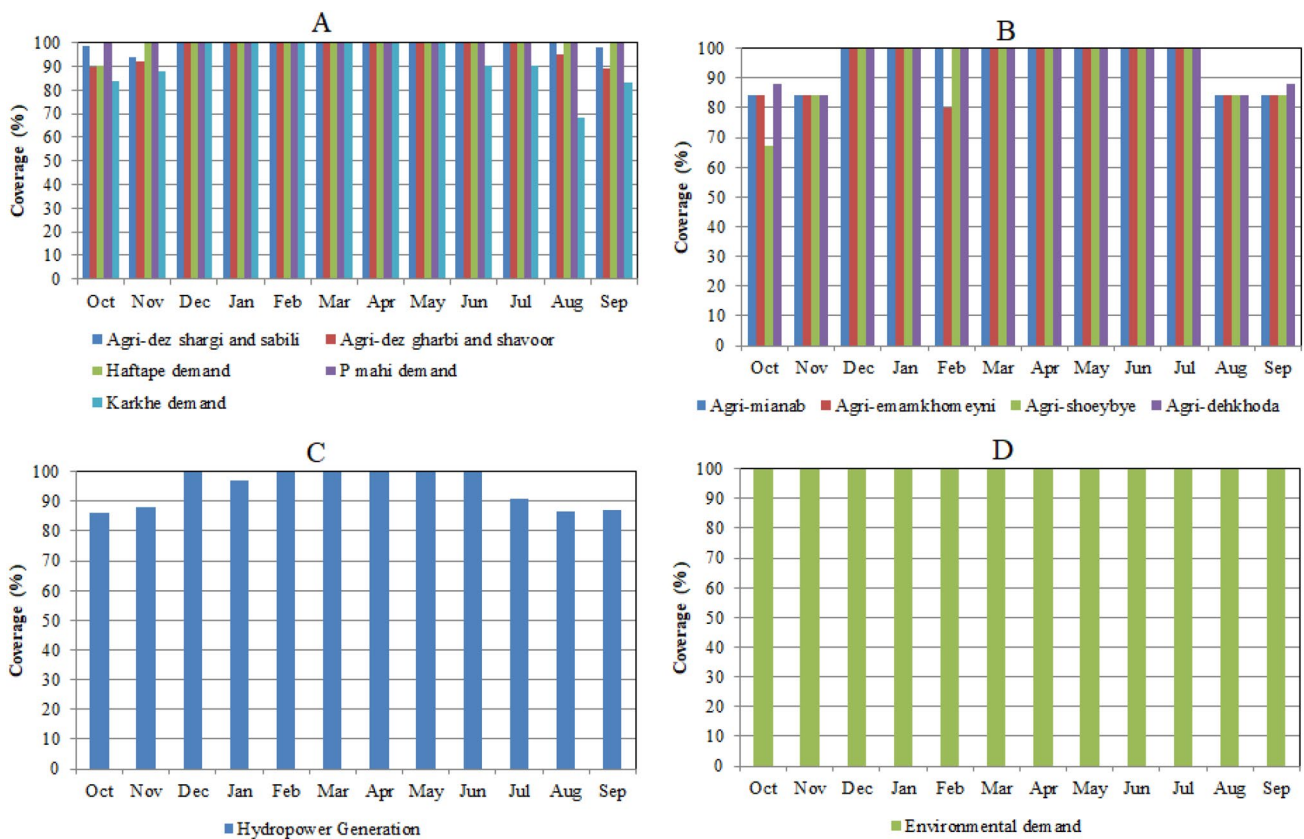 A
Coverage (%)
100
90
80
70
60
50
40
30
20
10
0
Oct Nov Dec Jan Feb Mar Apr May Jun Jul Aug Sep
Agri-dez shargi and sabili Agri-dez gharbi and shavoor
Haftape demand P mahi demand
Karkhe demand
B
Coverage (%)
100
90
80
70
60
50
40
30
20
10
0
Oct Nov Dec Jan Feb Mar Apr May Jun Jul Aug Sep
Agri-mianab Agri-emamkhomeyni Agri-shoeybye Agri-dehkhoda
C
Coverage (%)
100
90
80
70
60
50
40
30
20
10
0
Oct Nov Dec Jan Feb Mar Apr May Jun Jul Aug Sep
Hydropower Generation
D
Coverage (%)
100
90
80
70
60
50
40
30
20
10
0
Oct Nov Dec Jan Feb Mar Apr May Jun Jul Aug Sep
Environmental demand